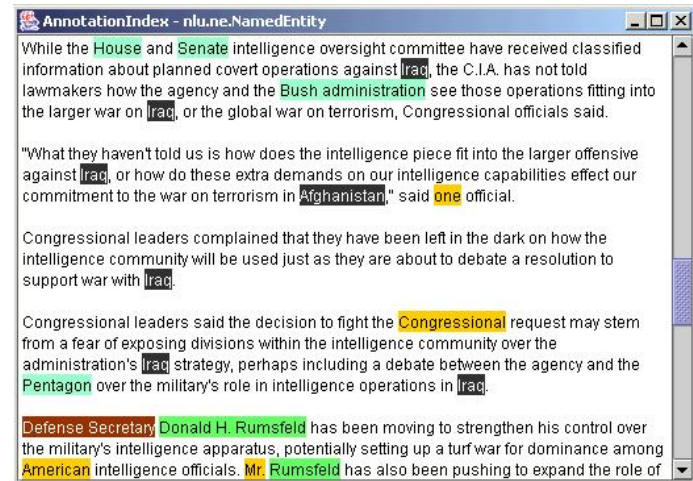 AnnotationIndex - nlu.ne.NamedEntity
While the House and Senate intelligence oversight committee have received classified
information about planned covert operations against Iraq, the C.I.A. has not told
lawmakers how the agency and the Bush administration see those operations fitting into
the larger war on Iraq, or the global war on terrorism, Congressional officials said.
"What they haven't told us is how does the intelligence piece fit into the larger offensive
against Iraq, or how do these extra demands on our intelligence capabilities effect our
commitment to the war on terrorism in Afghanistan," said one official.
Congressional leaders complained that they have been left in the dark on how the
intelligence community will be used just as they are about to debate a resolution to
support war with Iraq.
Congressional leaders said the decision to fight the Congressional request may stem
from a fear of exposing divisions within the intelligence community over the
administration's Iraq strategy, perhaps including a debate between the agency and the
Pentagon over the military's role in intelligence operations in Iraq.
Defense Secretary Donald H. Rumsfeld has been moving to strengthen his control over
the military's intelligence apparatus, potentially setting up a turf war for dominance among
American intelligence officials. Mr. Rumsfeld has also been pushing to expand the role of